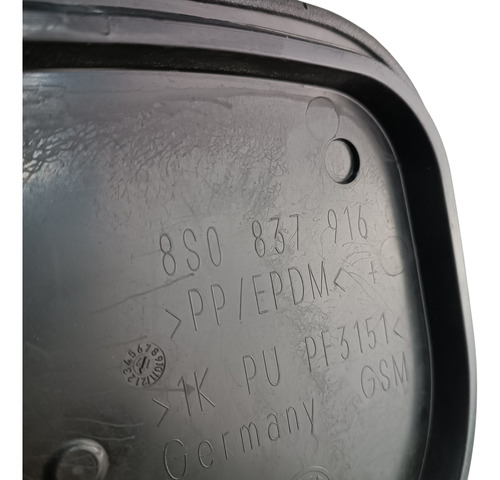 8S0 837 916
>PP/EPDM< +
>1K PU PF3151<
Germany GSM